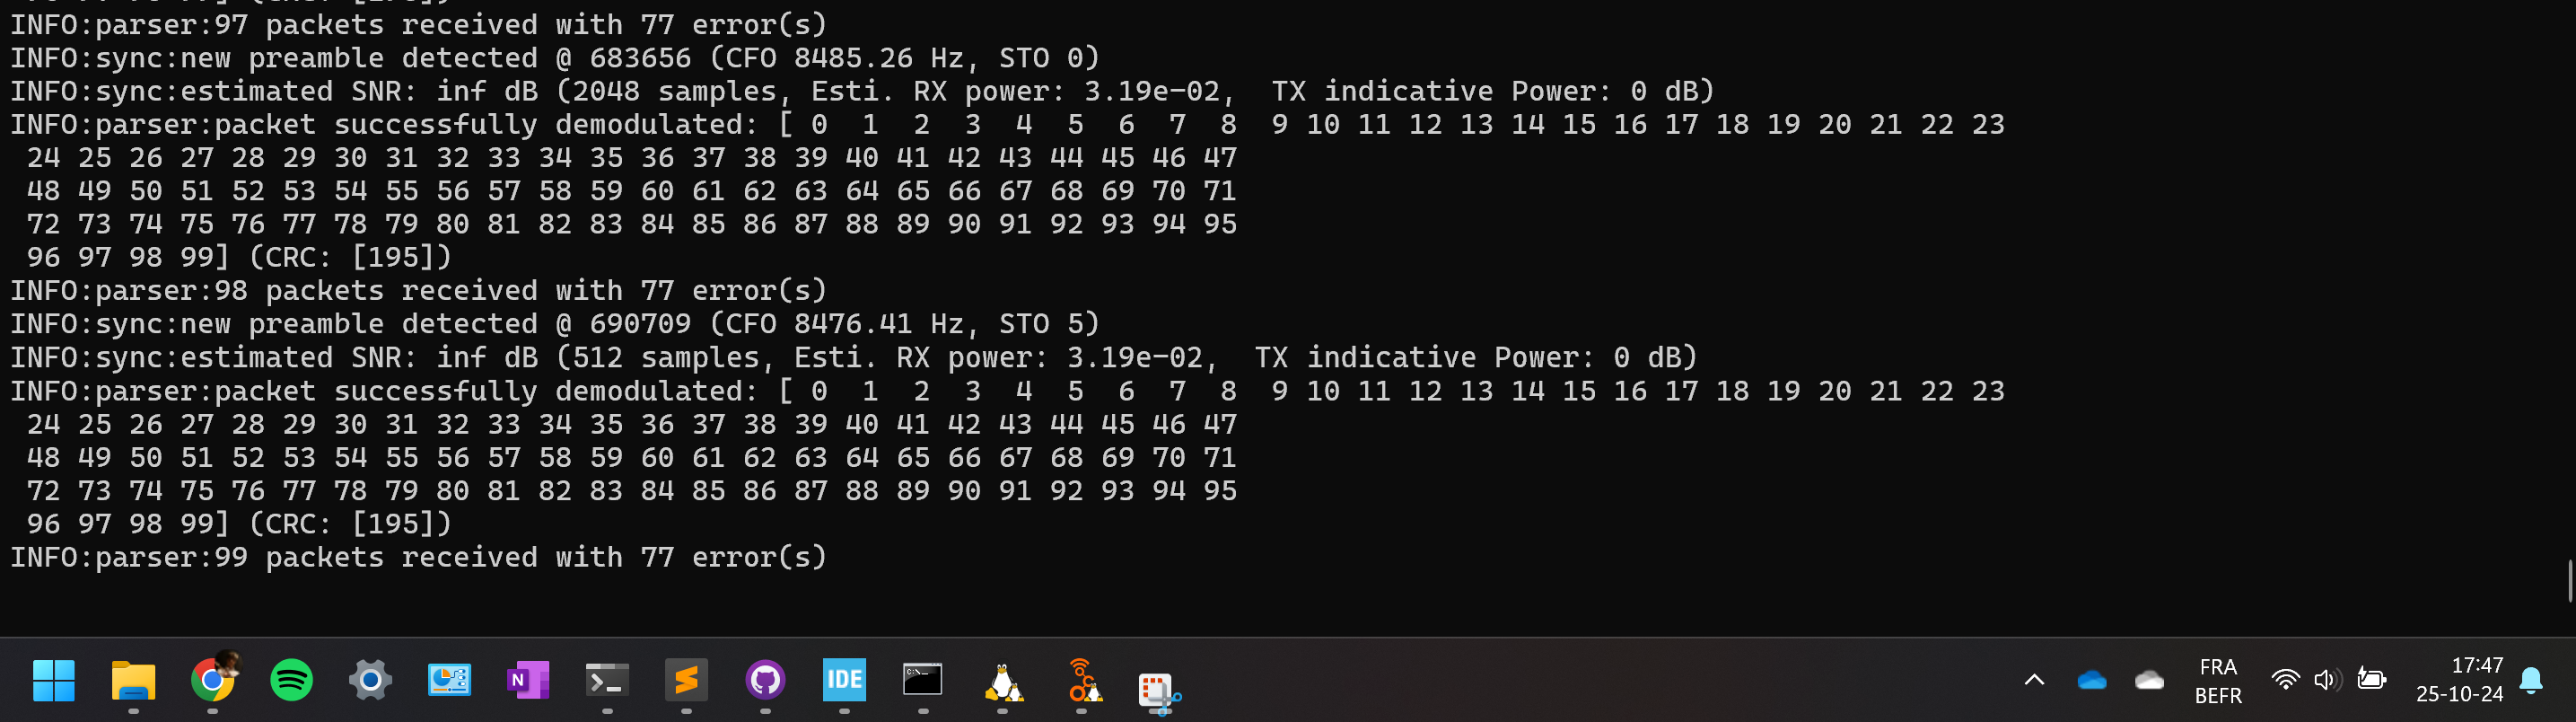 INFO:parser:97 packets received with 77 error(s)
INFO:sync:new preamble detected @ 683656 (CFO 8485.26 Hz, STO 0)
INFO:sync:estimated SNR: inf dB (2048 samples, Esti. RX power: 3.19e-02,  TX indicative Power: 0 dB)
INFO:parser:packet successfully demodulated: [ 0  1  2  3  4  5  6  7  8  9 10 11 12 13 14 15 16 17 18 19 20 21 22 23
 24 25 26 27 28 29 30 31 32 33 34 35 36 37 38 39 40 41 42 43 44 45 46 47
 48 49 50 51 52 53 54 55 56 57 58 59 60 61 62 63 64 65 66 67 68 69 70 71
 72 73 74 75 76 77 78 79 80 81 82 83 84 85 86 87 88 89 90 91 92 93 94 95
 96 97 98 99] (CRC: [195])
INFO:parser:98 packets received with 77 error(s)
INFO:sync:new preamble detected @ 690709 (CFO 8476.41 Hz, STO 5)
INFO:sync:estimated SNR: inf dB (512 samples, Esti. RX power: 3.19e-02,  TX indicative Power: 0 dB)
INFO:parser:packet successfully demodulated: [ 0  1  2  3  4  5  6  7  8  9 10 11 12 13 14 15 16 17 18 19 20 21 22 23
 24 25 26 27 28 29 30 31 32 33 34 35 36 37 38 39 40 41 42 43 44 45 46 47
 48 49 50 51 52 53 54 55 56 57 58 59 60 61 62 63 64 65 66 67 68 69 70 71
 72 73 74 75 76 77 78 79 80 81 82 83 84 85 86 87 88 89 90 91 92 93 94 95
 96 97 98 99] (CRC: [195])
INFO:parser:99 packets received with 77 error(s)
N
IDE
FRA
BEFR
17:47
25-10-24